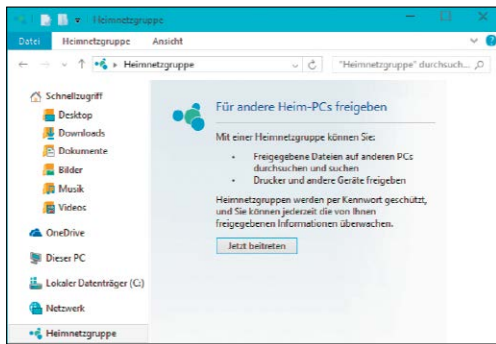 Heimnetzgruppe
Datei Heimnetzgruppe Ansicht
Heimnetzgruppe "Heimnetzgruppe" durchsuch...
Schnellzugriff
Desktop
Downloads
Dokumente
Bilder
Musik
Videos
OneDrive
Dieser PC
Lokaler Datenträger (C:)
Netzwerk
Heimnetzgruppe
Für andere Heim-PCs freigeben
Mit einer Heimnetzgruppe können Sie:
• Freigegebene Dateien auf anderen PCs
durchsuchen und suchen
• Drucker und andere Geräte freigeben
Heimnetzgruppen werden per Kennwort geschützt,
und Sie können jederzeit die von Ihnen
freigegebenen Informationen überwachen.
Jetzt beitreten